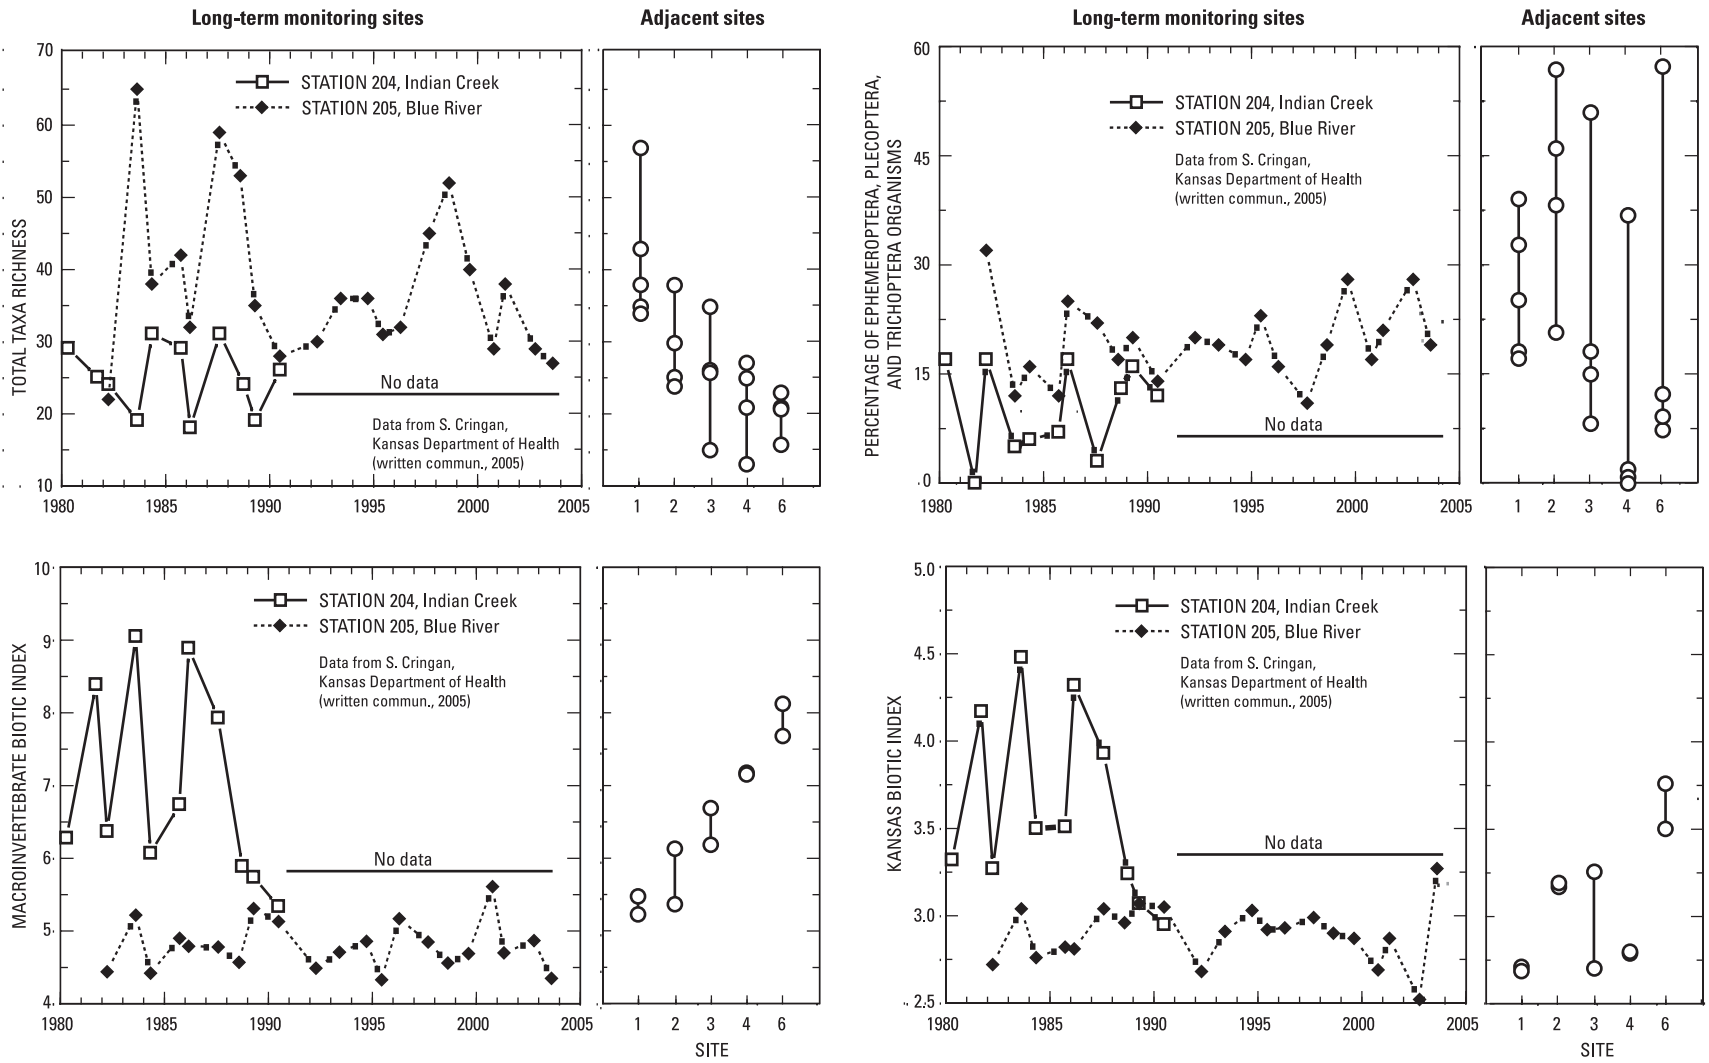 Long-term monitoring sites
Adjacent sites
TOTAL TAXA RICHNESS
70
60
50
40
30
20
10
STATION 204, Indian Creek
STATION 205, Blue River
No data
Data from S. Cringan,
Kansas Department of Health
(written commun., 2005)
1980 1985 1990 1995 2000 2005
1 2 3 4 6
Long-term monitoring sites
Adjacent sites
PERCENTAGE OF EPHEMEROPTERA, PLECOPTERA,
AND TRICHOPTERA ORGANISMS
60
45
30
15
0
STATION 204, Indian Creek
STATION 205, Blue River
Data from S. Cringan,
Kansas Department of Health
(written commun., 2005)
No data
1980 1985 1990 1995 2000 2005
1 2 3 4 6
MACROINVERTEBRATE BIOTIC INDEX
10
9
8
7
6
5
4
STATION 204, Indian Creek
STATION 205, Blue River
Data from S. Cringan,
Kansas Department of Health
(written commun., 2005)
No data
1980 1985 1990 1995 2000 2005
1 2 3 4 6
SITE
KANSAS BIOTIC INDEX
5.0
4.5
4.0
3.5
3.0
2.5
STATION 204, Indian Creek
STATION 205, Blue River
Data from S. Cringan,
Kansas Department of Health
(written commun., 2005)
No data
1980 1985 1990 1995 2000 2005
1 2 3 4 6
SITE